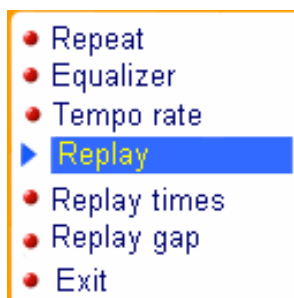 Repeat
Equalizer
Tempo rate
Replay
Replay times
Replay gap
Exit